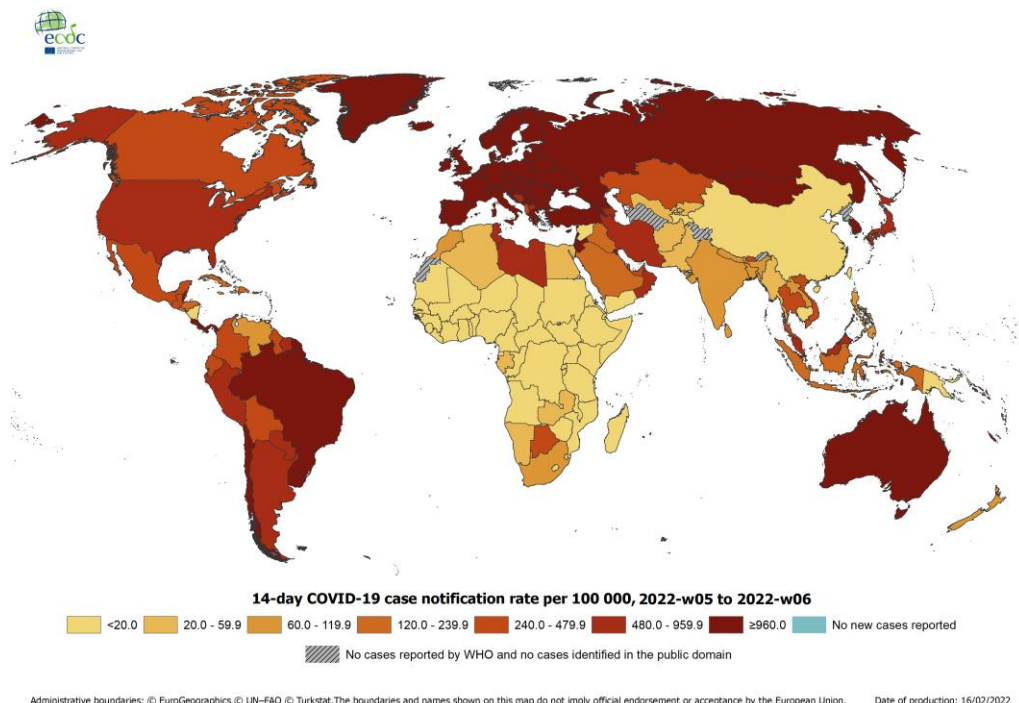 ecdc
14-day COVID-19 case notification rate per 100 000, 2022-w05 to 2022-w06
<20.0 20.0 - 59.9 60.0 - 119.9 120.0 - 239.9 240.0 - 479.9 480.0 - 959.9 ≥960.0 No new cases reported
No cases reported by WHO and no cases identified in the public domain
Administrative boundaries: © EuroGeographics © UN–FAO © Turkstat.The boundaries and names shown on this map do not imply official endorsement or acceptance by the European Union. Date of production: 16/02/2022